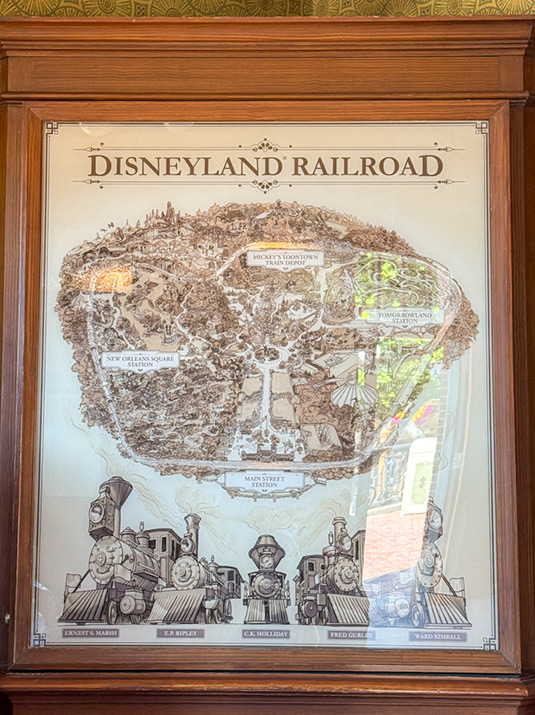 DISNEYLAND® RAILROAD
MICKEY'S TOONTOWN
TRAIN DEPOT
TOMORROWLAND
STATION
NEW ORLEANS SQUARE
STATION
MAIN STREET
STATION
ERNEST S. MARSH
E.P. RIPLEY
C.K. HOLLIDAY
FRED GURLEY
WARD KIMBALL